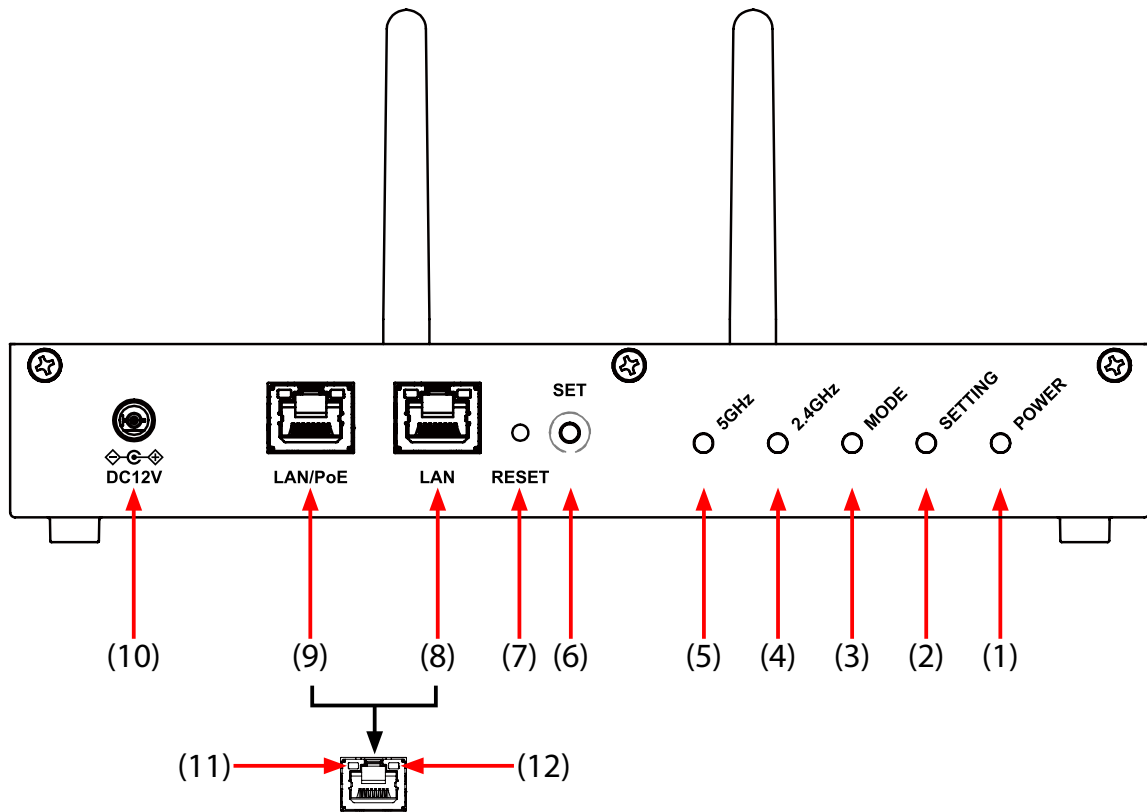 SET
5GHz
2.4GHz
MODE
SETTING
POWER
DC12V
LAN/PoE
LAN
RESET
(10)
(9)
(8)
(7)
(6)
(5)
(4)
(3)
(2)
(1)
(11)
(12)